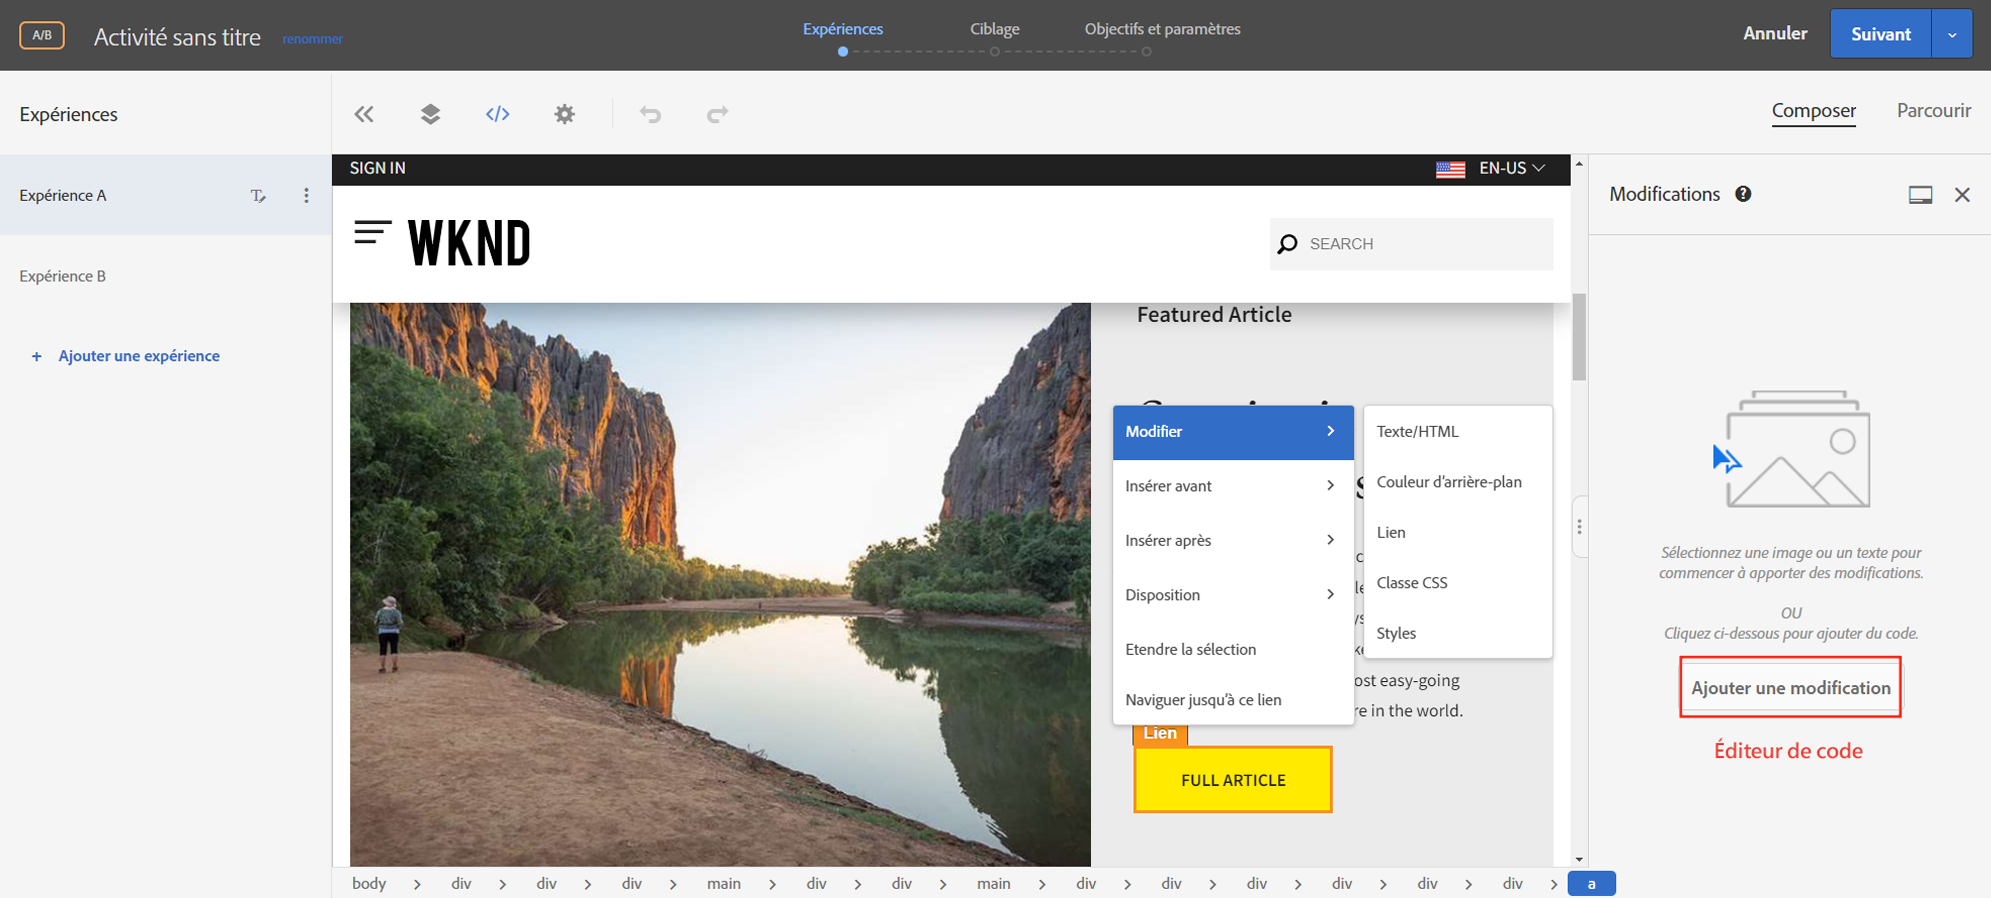 A/B
Activité sans titre
renommer
Expériences
Ciblage
Objectifs et paramètres
Annuler
Suivant
Expériences
Composer
Parcourir
Expérience A
Expérience B
+ Ajouter une expérience
SIGN IN
EN-US
WKND
SEARCH
Featured Article
Modifier
Insérer avant
Insérer après
Disposition
Etendre la sélection
Naviguer jusqu'à ce lien
Texte/HTML
Couleur d'arrière-plan
Lien
Classe CSS
Styles
ost easy-going
re in the world.
Lien
FULL ARTICLE
Modifications
Sélectionnez une image ou un texte pour
commencer à apporter des modifications.
OU
Cliquez ci-dessous pour ajouter du code.
Ajouter une modification
Éditeur de code
body > div > div > div > main > div > div > main > div > div > div > div > div > div > a